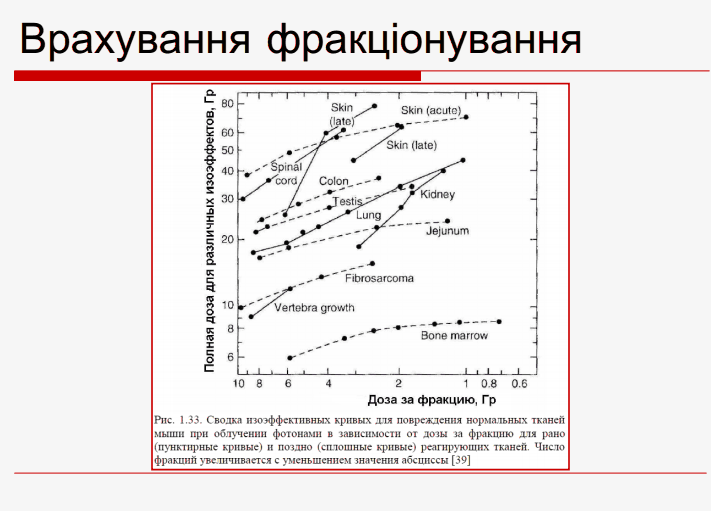 Врахування фракціонування
Полная доза для различных изоэффектов, Гр
80
60
50
40
30
20
10
8
6
Skin
(late)
Skin (acute)
Skin (late)
Spinal
cord
Colon
Testis
Lung
Kidney
Jejunum
Fibrosarcoma
Vertebra growth
Bone marrow
10 8 6 4 2 1 0.8 0.6
Доза за фракцию, Гр
Рис. 1.33. Сводка изоэффективных кривых для повреждения нормальных тканей
мыши при облучении фотонами в зависимости от дозы за фракцию для рано
(пунктирные кривые) и поздно (сплошные кривые) реагирующих тканей. Число
фракций увеличивается с уменьшением значения абсциссы [39]